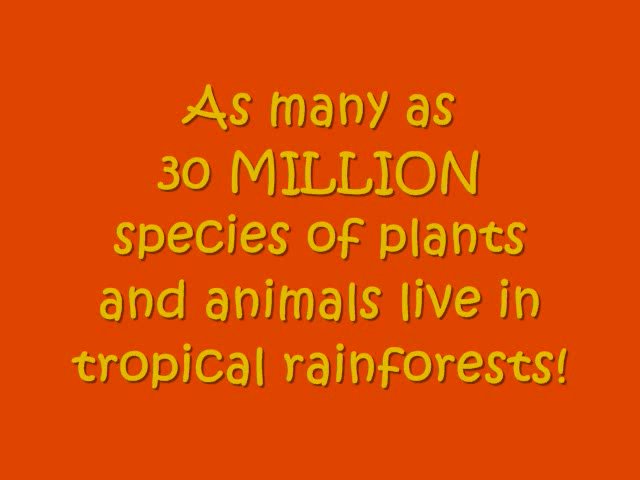 As many as
30 MILLION
species of plants
and animals live in
tropical rainforests!